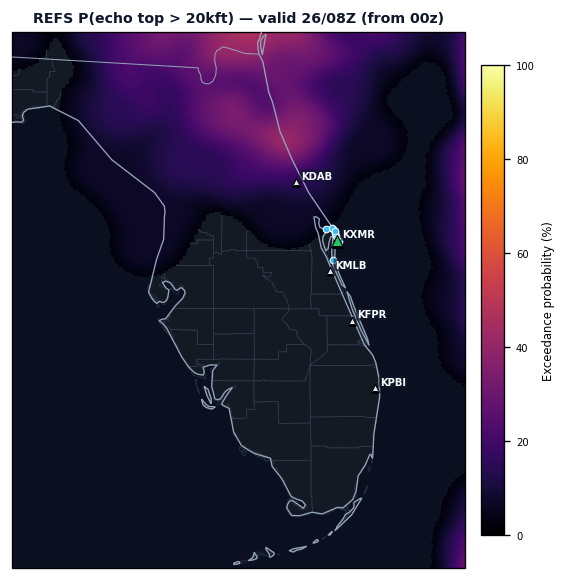 REFS P(echo top > 20kft) — valid 26/08Z (from 00z)
KDAB
KXMR
KMLB
KFPR
KPBI
100
80
60
40
20
0
Exceedance probability (%)